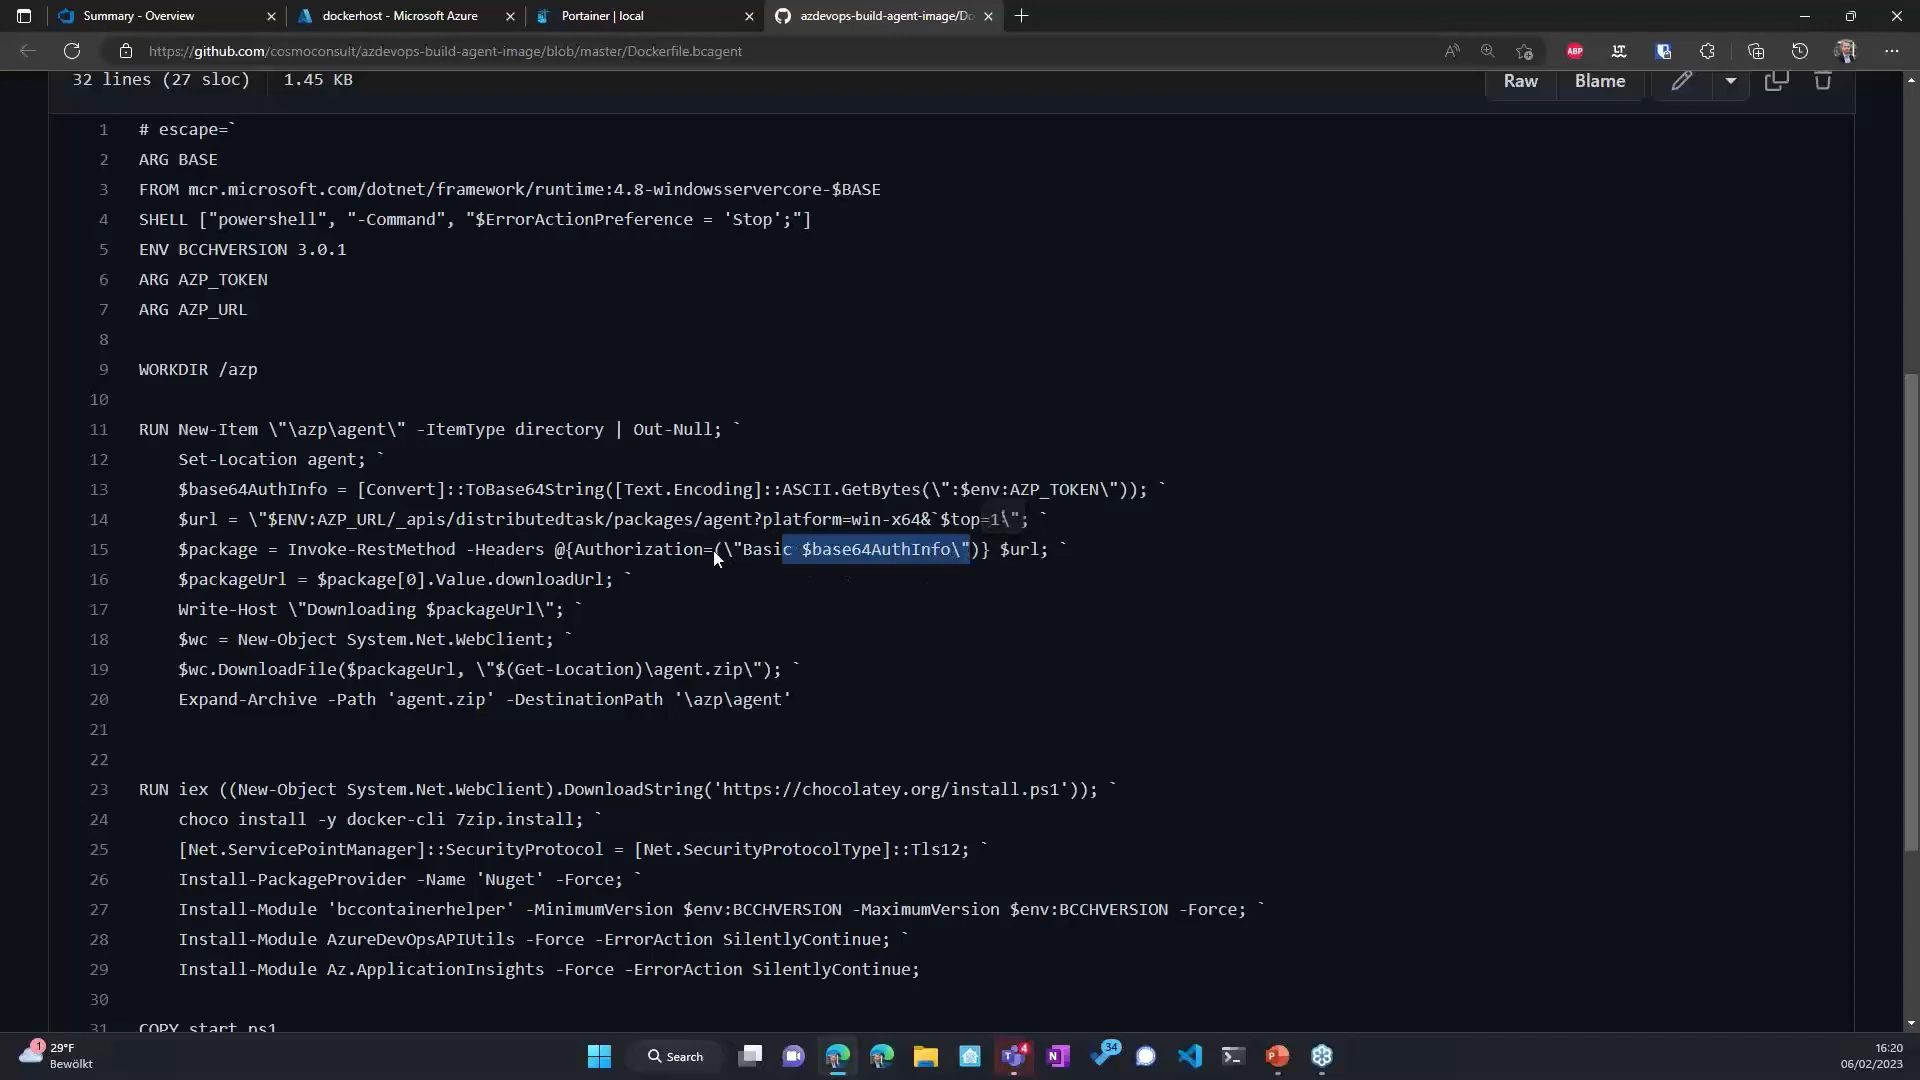 Summary - Overview
dockerhost - Microsoft Azure
Portainer | local
azdevops-build-agent-image/Do
https://github.com/cosmoconsult/azdevops-build-agent-image/blob/master/Dockerfile.bcagent
ABP
32 lines (27 sloc) 1.45 KB
Raw
Blame
1 # escape=`
2 ARG BASE
3 FROM mcr.microsoft.com/dotnet/framework/runtime:4.8-windowsservercore-$BASE
4 SHELL ["powershell", "-Command", "$ErrorActionPreference = 'Stop';"]
5 ENV BCCHVERSION 3.0.1
6 ARG AZP_TOKEN
7 ARG AZP_URL
8
9 WORKDIR /azp
10
11 RUN New-Item \"\azp\agent\" -ItemType directory | Out-Null; `
12 Set-Location agent; `
13 $base64AuthInfo = [Convert]::ToBase64String([Text.Encoding]::ASCII.GetBytes(\":$env:AZP_TOKEN\")); `
14 $url = \"$ENV:AZP_URL/_apis/distributedtask/packages/agent?platform=win-x64&`$top=1\"; `
15 $package = Invoke-RestMethod -Headers @{Authorization=(\"Basic $base64AuthInfo\")} $url; `
16 $packageUrl = $package[0].Value.downloadUrl; `
17 Write-Host \"Downloading $packageUrl\"; `
18 $wc = New-Object System.Net.WebClient; `
19 $wc.DownloadFile($packageUrl, \"$(Get-Location)\agent.zip\"); `
20 Expand-Archive -Path 'agent.zip' -DestinationPath '\azp\agent'
21
22
23 RUN iex ((New-Object System.Net.WebClient).DownloadString('https://chocolatey.org/install.ps1')); `
24 choco install -y docker-cli 7zip.install; `
25 [Net.ServicePointManager]::SecurityProtocol = [Net.SecurityProtocolType]::Tls12; `
26 Install-PackageProvider -Name 'Nuget' -Force; `
27 Install-Module 'bccontainerhelper' -MinimumVersion $env:BCCHVERSION -MaximumVersion $env:BCCHVERSION -Force; `
28 Install-Module AzureDevOpsAPIUtils -Force -ErrorAction SilentlyContinue; `
29 Install-Module Az.ApplicationInsights -Force -ErrorAction SilentlyContinue;
30
31 COPY start.ps1
1
29°F
Bewölkt
Search
4
34
16:20
06/02/2023